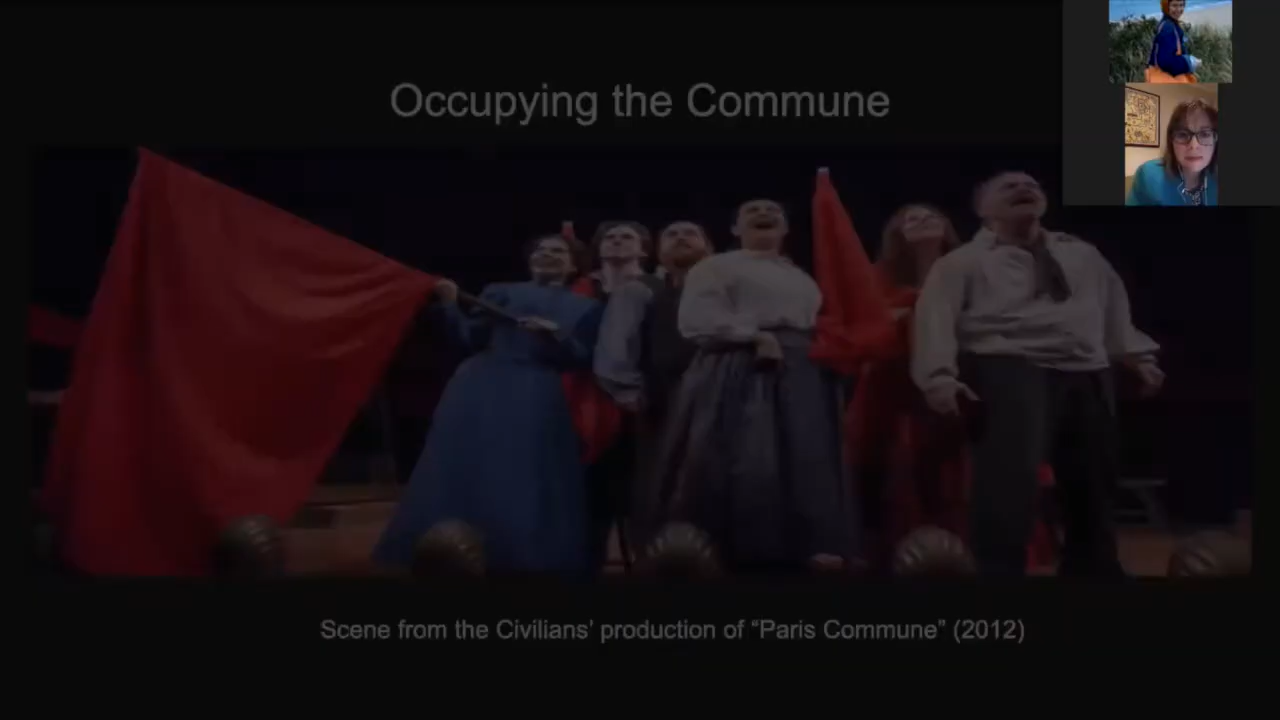 Occupying the Commune
Scene from the Civilians' production of “Paris Commune” (2012)